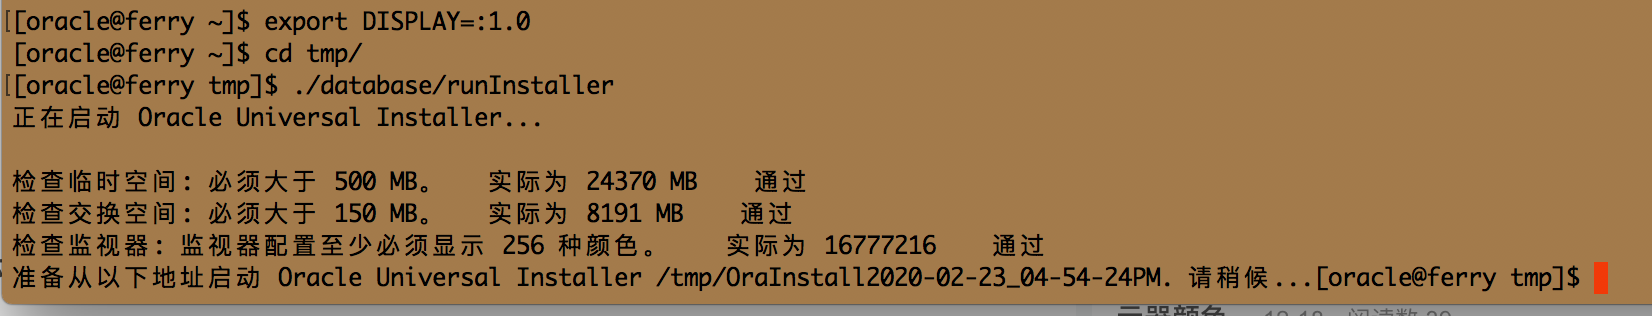 [[oracle@ferry ~]$ export DISPLAY=:1.0
[oracle@ferry ~]$ cd tmp/
[[oracle@ferry tmp]$ ./database/runInstaller
正在启动 Oracle Universal Installer...
检查临时空间: 必须大于 500 MB。 实际为 24370 MB 通过
检查交换空间: 必须大于 150 MB。 实际为 8191 MB 通过
检查监视器: 监视器配置至少必须显示 256 种颜色。 实际为 16777216 通过
准备从以下地址启动 Oracle Universal Installer /tmp/OraInstall2020-02-23_04-54-24PM. 请稍候...[oracle@ferry tmp]$